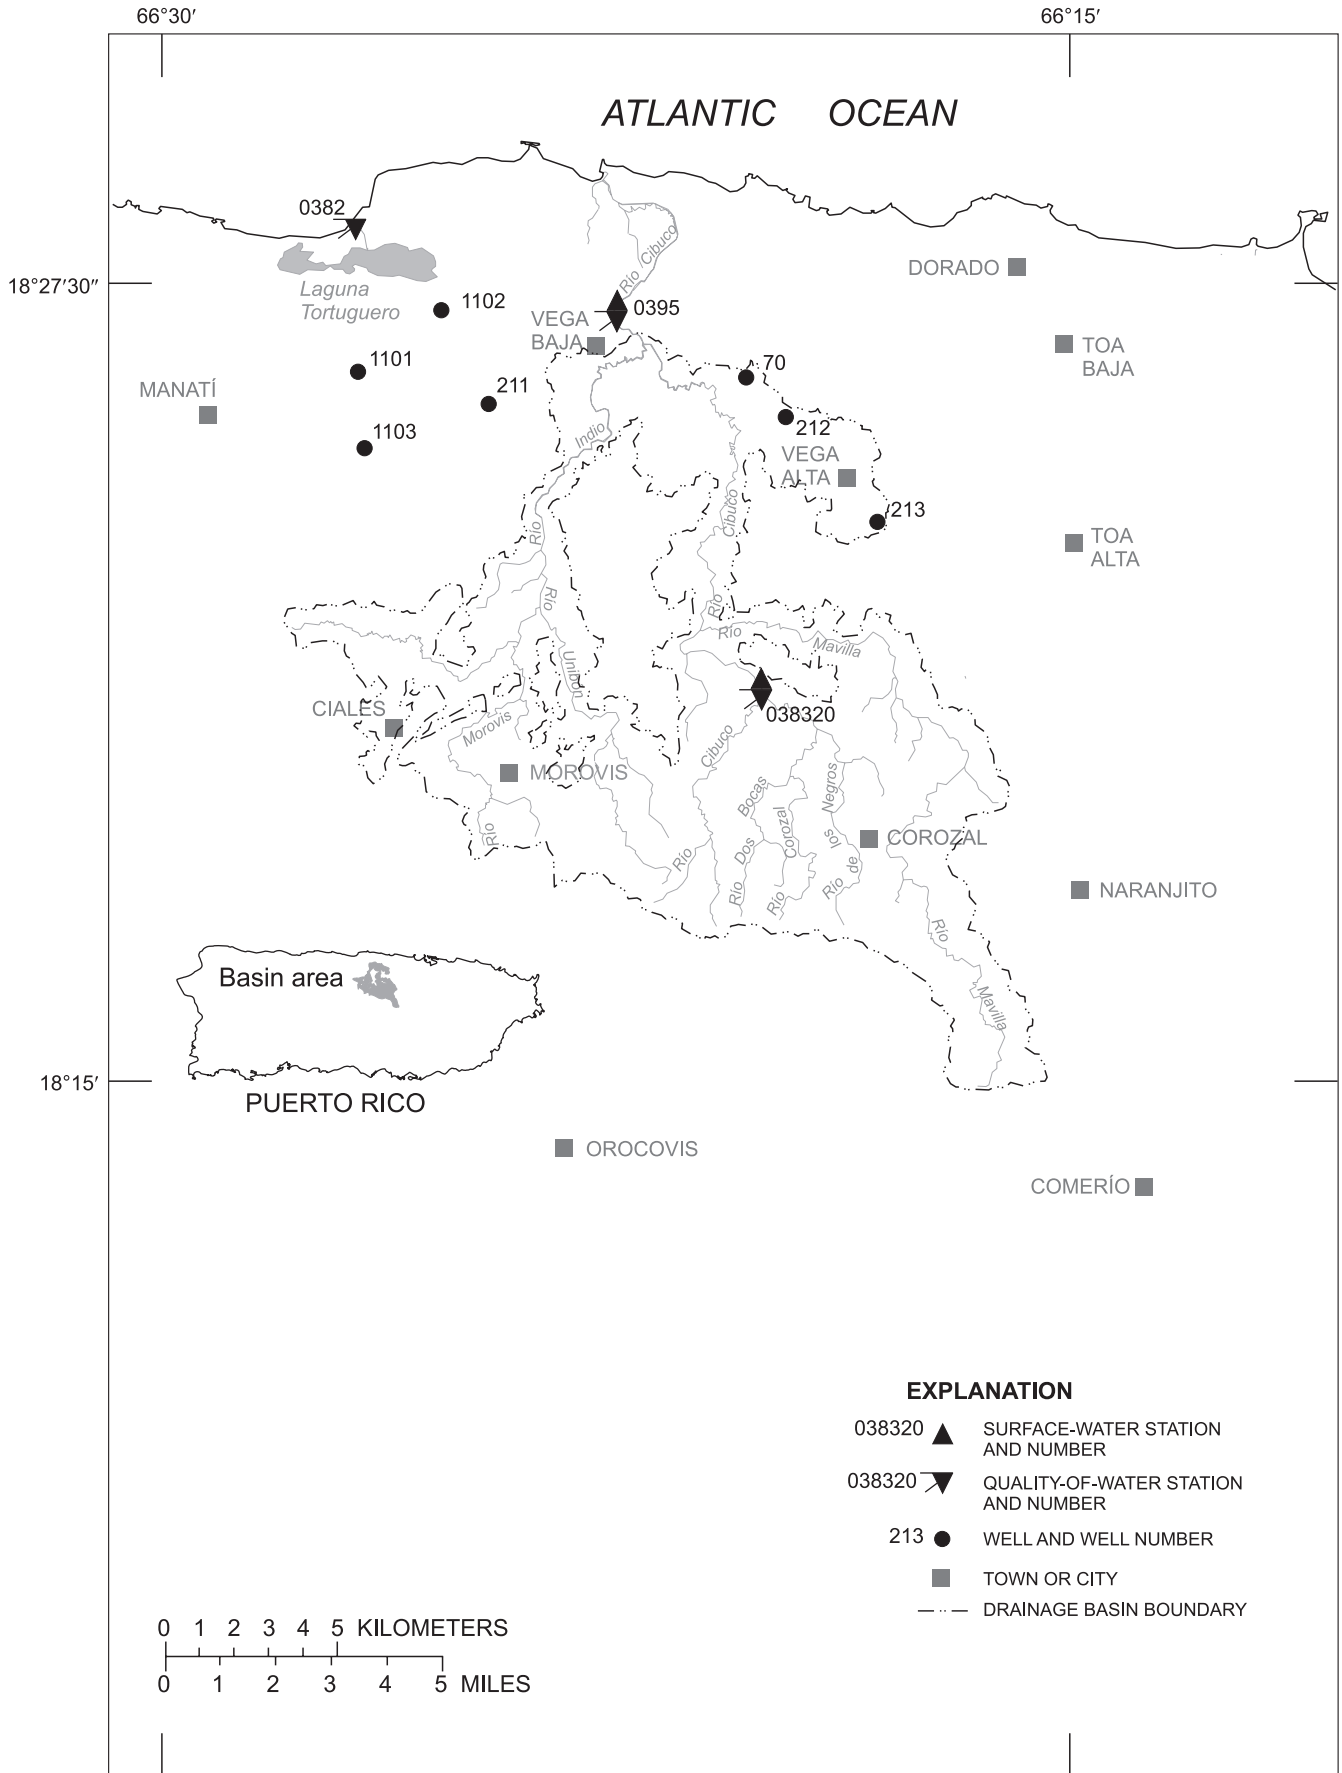 66°30′
66°15′
ATLANTIC OCEAN
0382
Río Cibuco
DORADO
18°27′30″
Laguna
Tortuguero
1102
0395
VEGA
BAJA
TOA
BAJA
1101
70
MANATÍ
211
212
1103
Indio
VEGA
ALTA
Cibuco
213
Río
TOA
ALTA
Río
Río
Río
Mavilla
Unibón
CIALES
038320
Morovis
Cibuco
MOROVIS
Bocas
Negros
Corozal
sol
COROZAL
Río
Río
Dos
de
Río
Río
Río
NARANJITO
Río
Basin area
Mavilla
18°15′
PUERTO RICO
OROCOVIS
COMERÍO
EXPLANATION
038320 SURFACE-WATER STATION
AND NUMBER
038320 QUALITY-OF-WATER STATION
AND NUMBER
213 WELL AND WELL NUMBER
TOWN OR CITY
DRAINAGE BASIN BOUNDARY
0 1 2 3 4 5 KILOMETERS
0 1 2 3 4 5 MILES